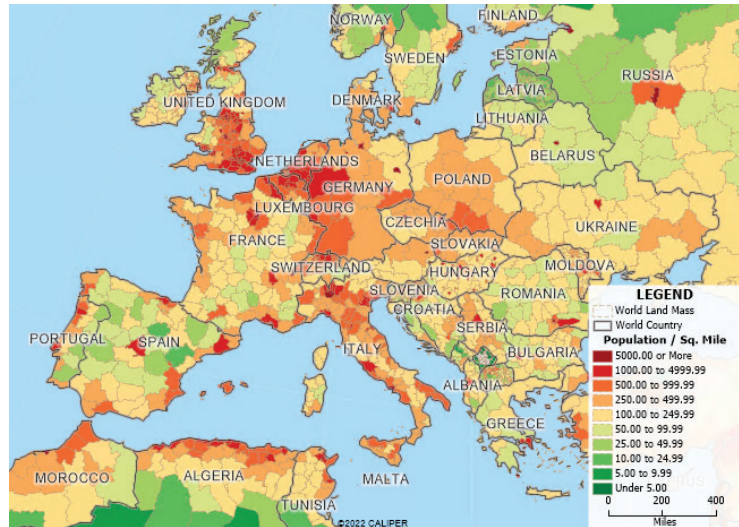 NORWAY
FINLAND
SWEDEN
ESTONIA
RUSSIA
LATVIA
UNITED KINGDOM
DENMARK
LITHUANIA
NETHERLANDS
BELARUS
GERMANY
POLAND
LUXEMBOURG
CZECHIA
UKRAINE
FRANCE
SLOVAKIA
SWITZERLAND
MOLDOVA
HUNGARY
SLOVENIA
ROMANIA
CROATIA
PORTUGAL
SPAIN
SERBIA
ITALY
BULGARIA
ALBANIA
GREECE
MOROCCO
ALGERIA
MALTA
TUNISIA
©2022 CALIPER
LEGEND
World Land Mass
World Country
Population / Sq. Mile
5000.00 or More
1000.00 to 4999.99
500.00 to 999.99
250.00 to 499.99
100.00 to 249.99
50.00 to 99.99
25.00 to 49.99
10.00 to 24.99
5.00 to 9.99
Under 5.00
0 200 400
Miles